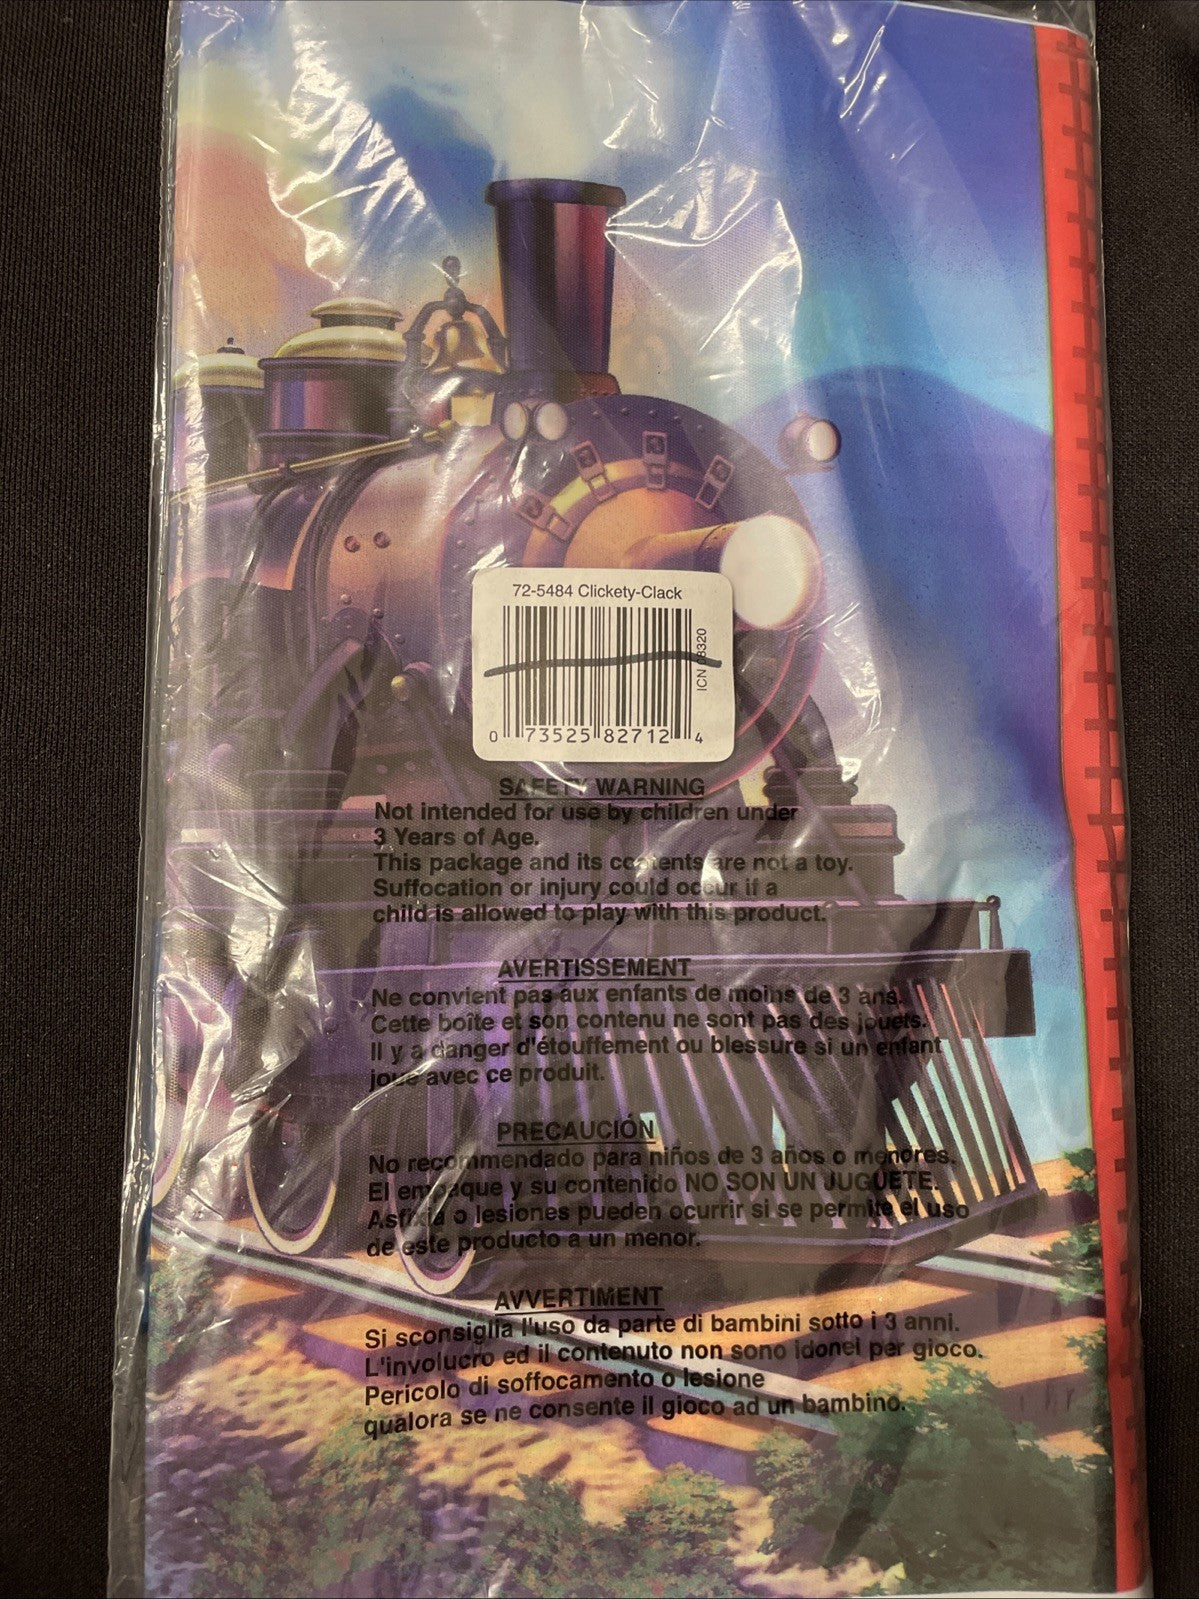 72-5484 Clickety-Clack
ICN 08320
0 73525 82712 4
SAFETY WARNING
Not intended for use by children under
3 Years of Age.
This package and its contents are not a toy.
Suffocation or injury could occur if a
child is allowed to play with this product.
AVERTISSEMENT
Ne convient pas aux enfants de moins de 3 ans.
Cette boîte et son contenu ne sont pas des jouets.
Il y a danger d'étouffement ou blessure si un enfant
joue avec ce produit.
PRECAUCIÓN
No recommendado para niños de 3 años o menores.
El empaque y su contenido NO SON UN JUGUETE.
Asfixia o lesiones pueden ocurrir si se permite el uso
de este producto a un menor.
AVVERTIMENT
Si sconsiglia l'uso da parte di bambini sotto i 3 anni.
L'involucro ed il contenuto non sono idonei per gioco.
Pericolo di soffocamento o lesione
qualora se ne consente il gioco ad un bambino.